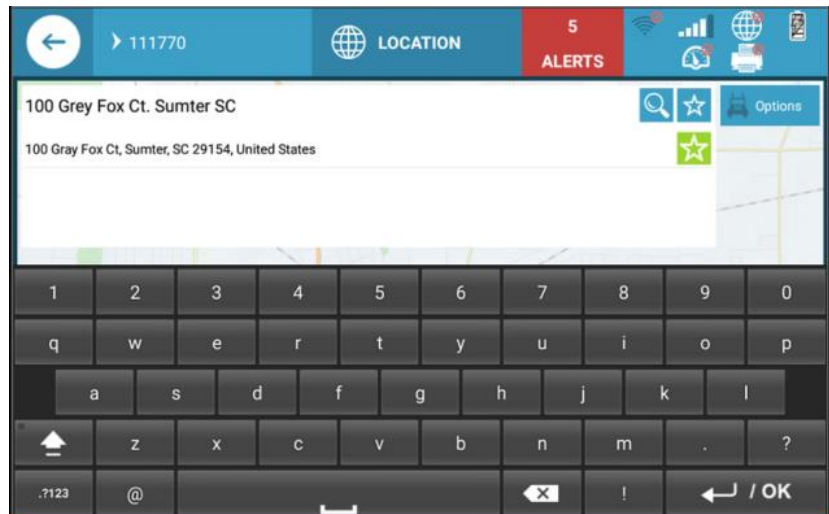 111770
LOCATION
5
ALERTS
100 Grey Fox Ct. Sumter SC
Options
100 Gray Fox Ct, Sumter, SC 29154, United States
1 2 3 4 5 6 7 8 9 0
q w e r t y u i o p
a s d f g h j k l
z x c v b n m . ?
.?123 @ ! / OK